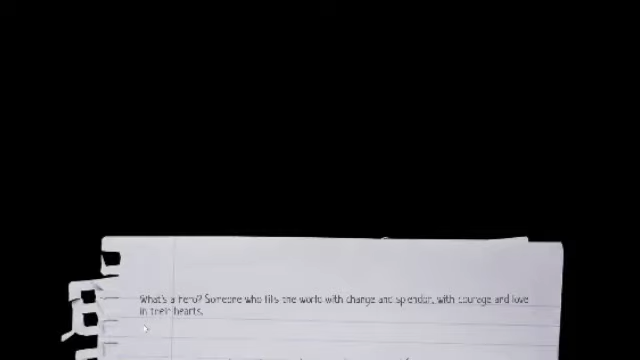 What's a hero? Someone who fills the world with change and splendor, with courage and love
in their hearts.